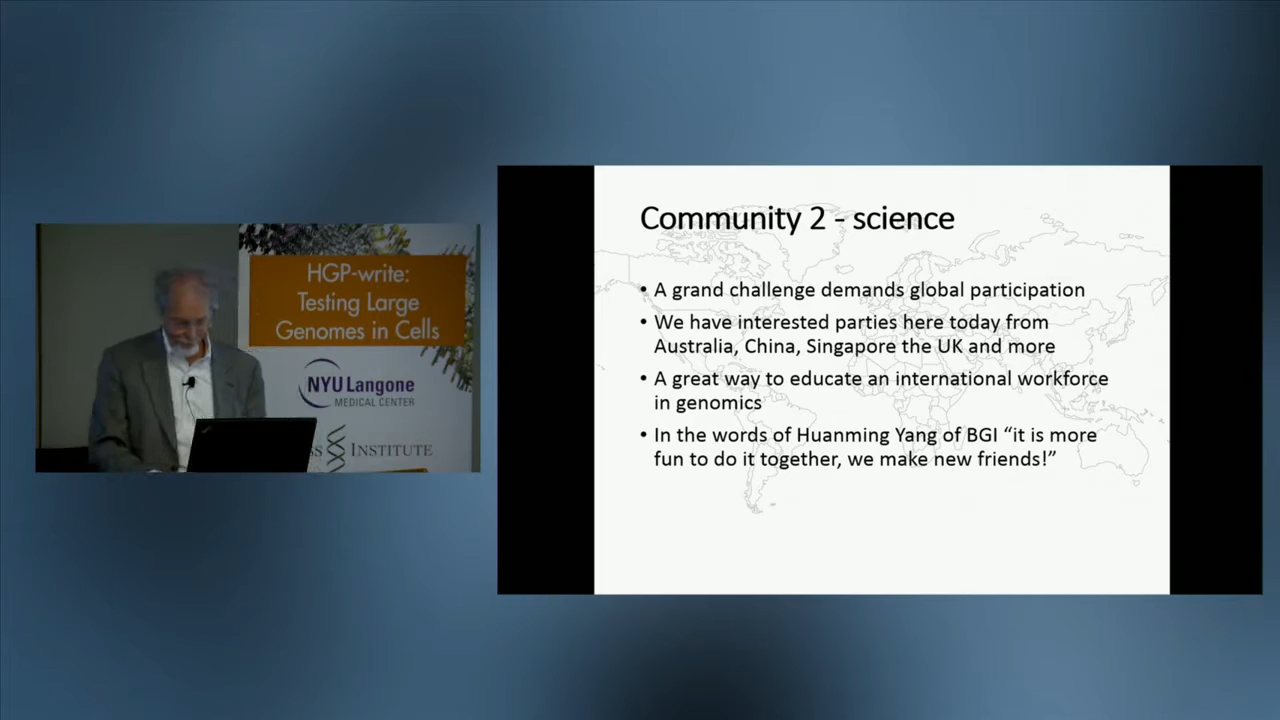 HGP-write:
Testing Large
Genomes in Cells
NYU Langone
MEDICAL CENTER
INSTITUTE
Community 2 - science
• A grand challenge demands global participation
• We have interested parties here today from
Australia, China, Singapore the UK and more
• A great way to educate an international workforce
in genomics
• In the words of Huanming Yang of BGI “it is more
fun to do it together, we make new friends!”